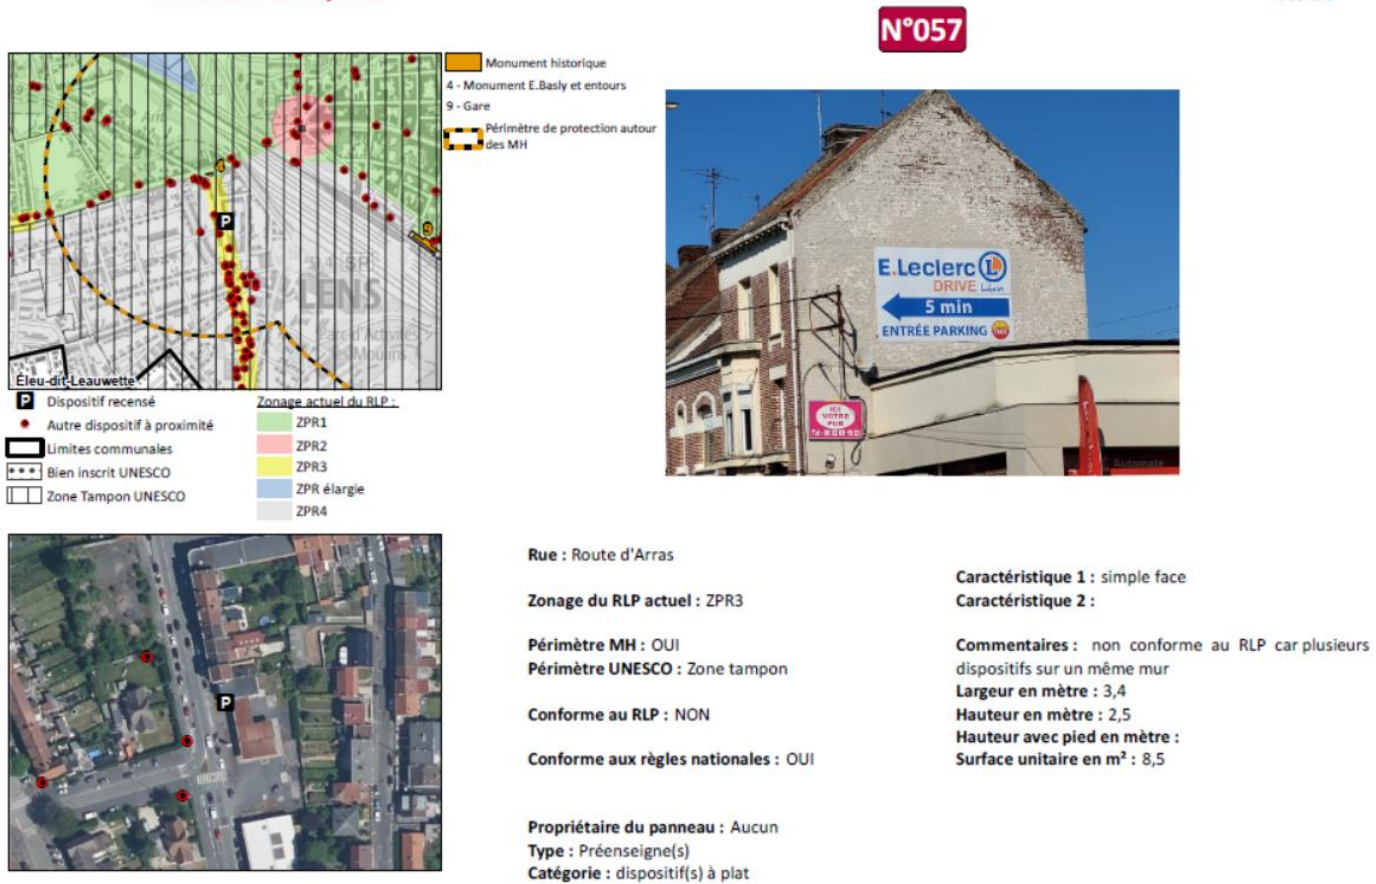 N°057
Monument historique
4 - Monument E.Basly et entours
9 - Gare
Périmètre de protection autour
des MH
4
P
9
LENS
Éleu-dit-Leauwette
P Dispositif recensé
Autre dispositif à proximité
Limites communales
Bien inscrit UNESCO
Zone Tampon UNESCO
Zonage actuel du RLP :
ZPR1
ZPR2
ZPR3
ZPR élargie
ZPR4
E.Leclerc L
DRIVE
5 min
ENTRÉE PARKING
ICI
VOTRE
PUB
Automate
P
Rue : Route d'Arras
Zonage du RLP actuel : ZPR3
Périmètre MH : OUI
Périmètre UNESCO : Zone tampon
Conforme au RLP : NON
Conforme aux règles nationales : OUI
Propriétaire du panneau : Aucun
Type : Préenseigne(s)
Catégorie : dispositif(s) à plat
Caractéristique 1 : simple face
Caractéristique 2 :
Commentaires : non conforme au RLP car plusieurs
dispositifs sur un même mur
Largeur en mètre : 3,4
Hauteur en mètre : 2,5
Hauteur avec pied en mètre :
Surface unitaire en m² : 8,5